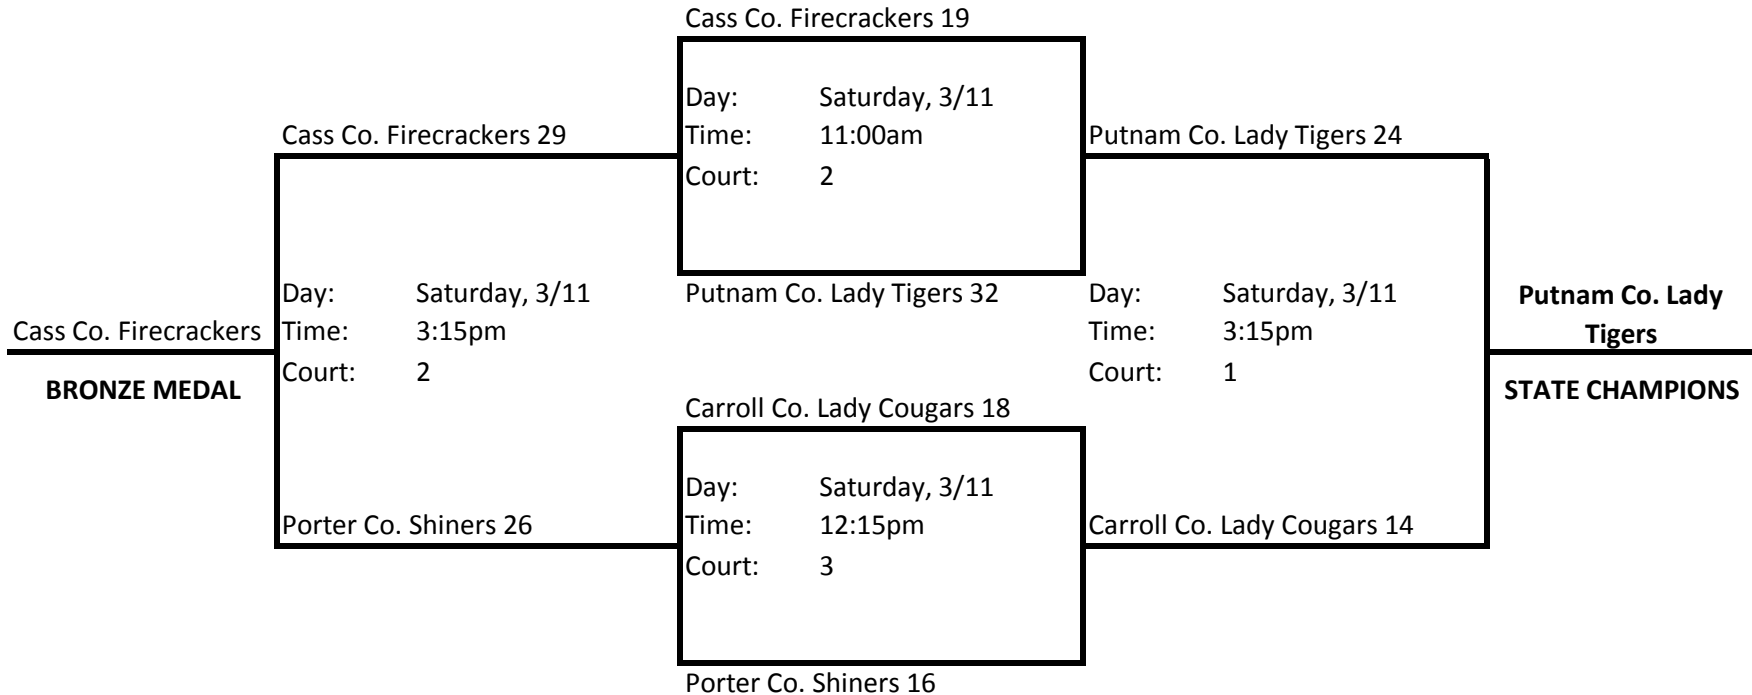 Cass Co. Firecrackers 19
Day: Saturday, 3/11
Time: 11:00am
Court: 2
Putnam Co. Lady Tigers 32
Cass Co. Firecrackers 29
Day: Saturday, 3/11
Time: 3:15pm
Court: 2
Porter Co. Shiners 26
Cass Co. Firecrackers
BRONZE MEDAL
Carroll Co. Lady Cougars 18
Day: Saturday, 3/11
Time: 12:15pm
Court: 3
Porter Co. Shiners 16
Putnam Co. Lady Tigers 24
Day: Saturday, 3/11
Time: 3:15pm
Court: 1
Carroll Co. Lady Cougars 14
Putnam Co. Lady
Tigers
STATE CHAMPIONS